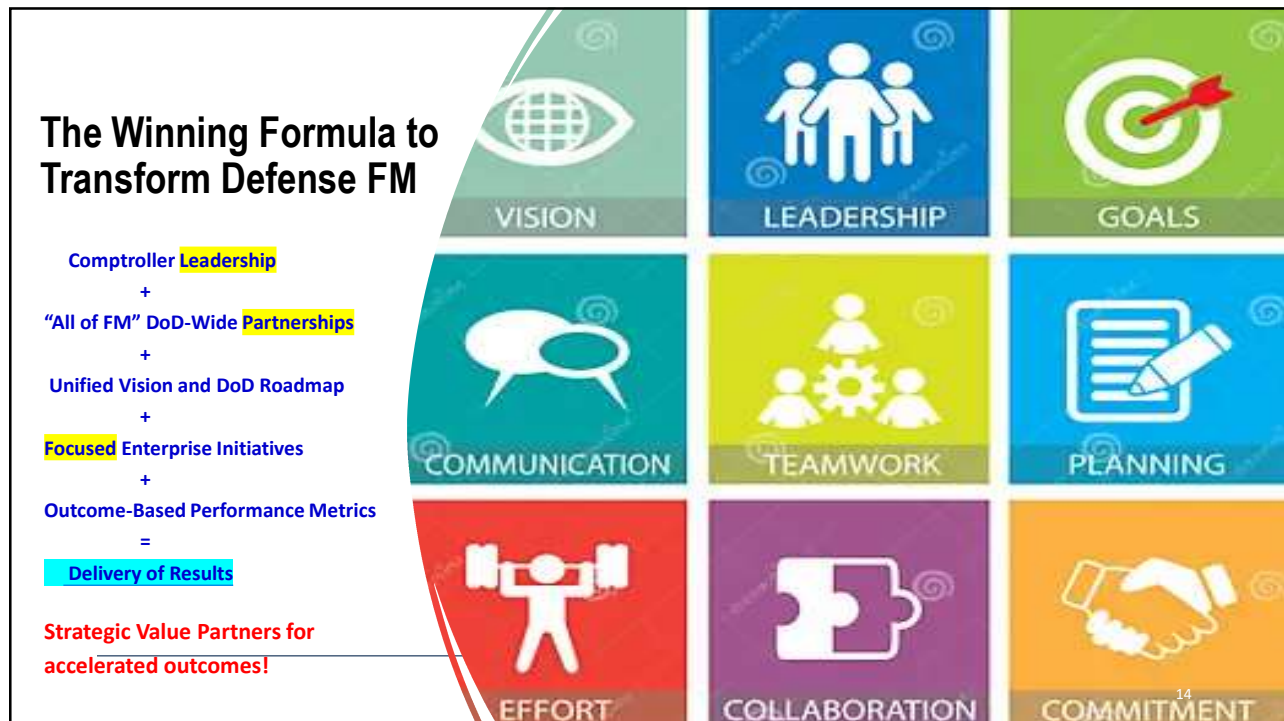 The Winning Formula to
Transform Defense FM
Comptroller Leadership
+
“All of FM” DoD-Wide Partnerships
+
Unified Vision and DoD Roadmap
+
Focused Enterprise Initiatives
+
Outcome-Based Performance Metrics
=
Delivery of Results
Strategic Value Partners for
accelerated outcomes!
VISION
LEADERSHIP
GOALS
COMMUNICATION
TEAMWORK
PLANNING
EFFORT
COLLABORATION
COMMITMENT
14